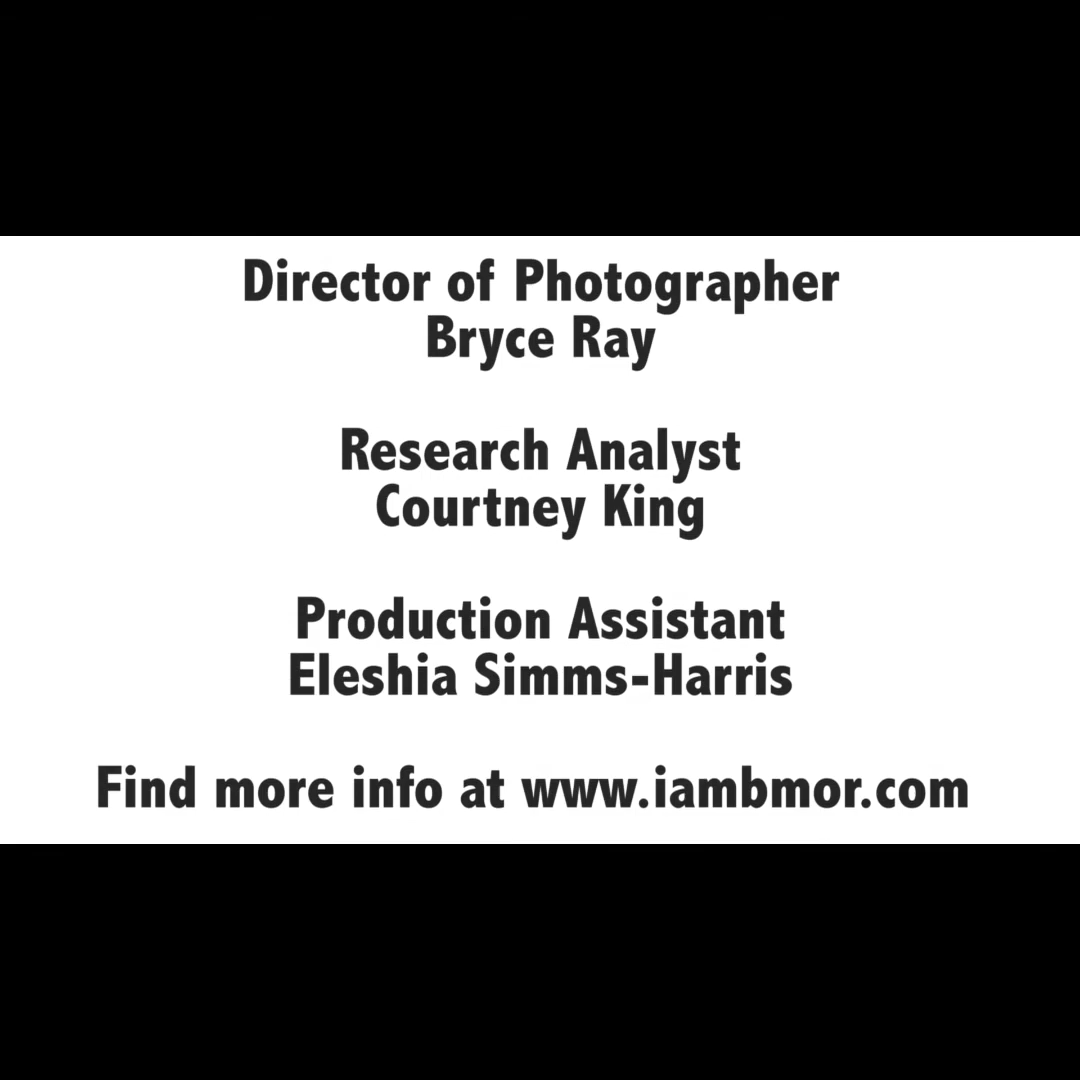 Director of Photographer
Bryce Ray
Research Analyst
Courtney King
Production Assistant
Eleshia Simms-Harris
Find more info at www.iambmor.com